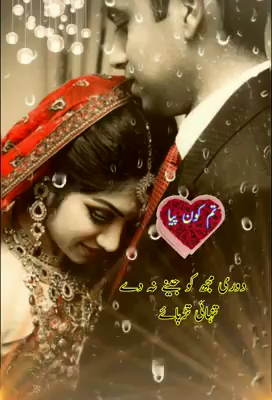 تم کون پیا
دوری مجھ کو جینے نہ دے
تنہائی تڑپائے